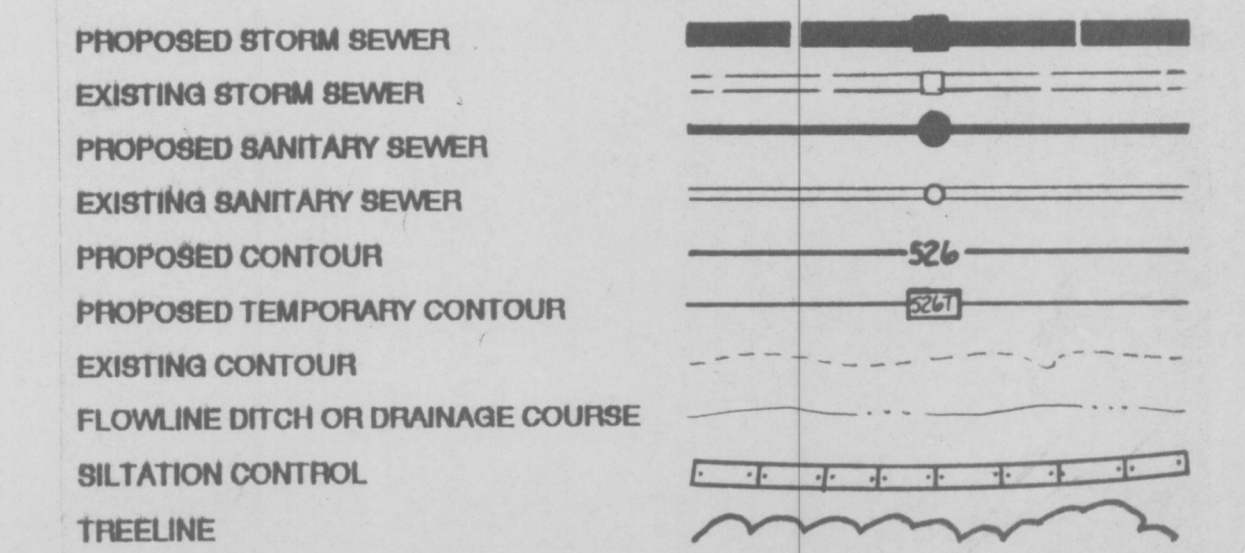 PROPOSED STORM SEWER
EXISTING STORM SEWER
PROPOSED SANITARY SEWER
EXISTING SANITARY SEWER
PROPOSED CONTOUR 526
PROPOSED TEMPORARY CONTOUR 526T
EXISTING CONTOUR
FLOWLINE DITCH OR DRAINAGE COURSE
SILTATION CONTROL
TREELINE